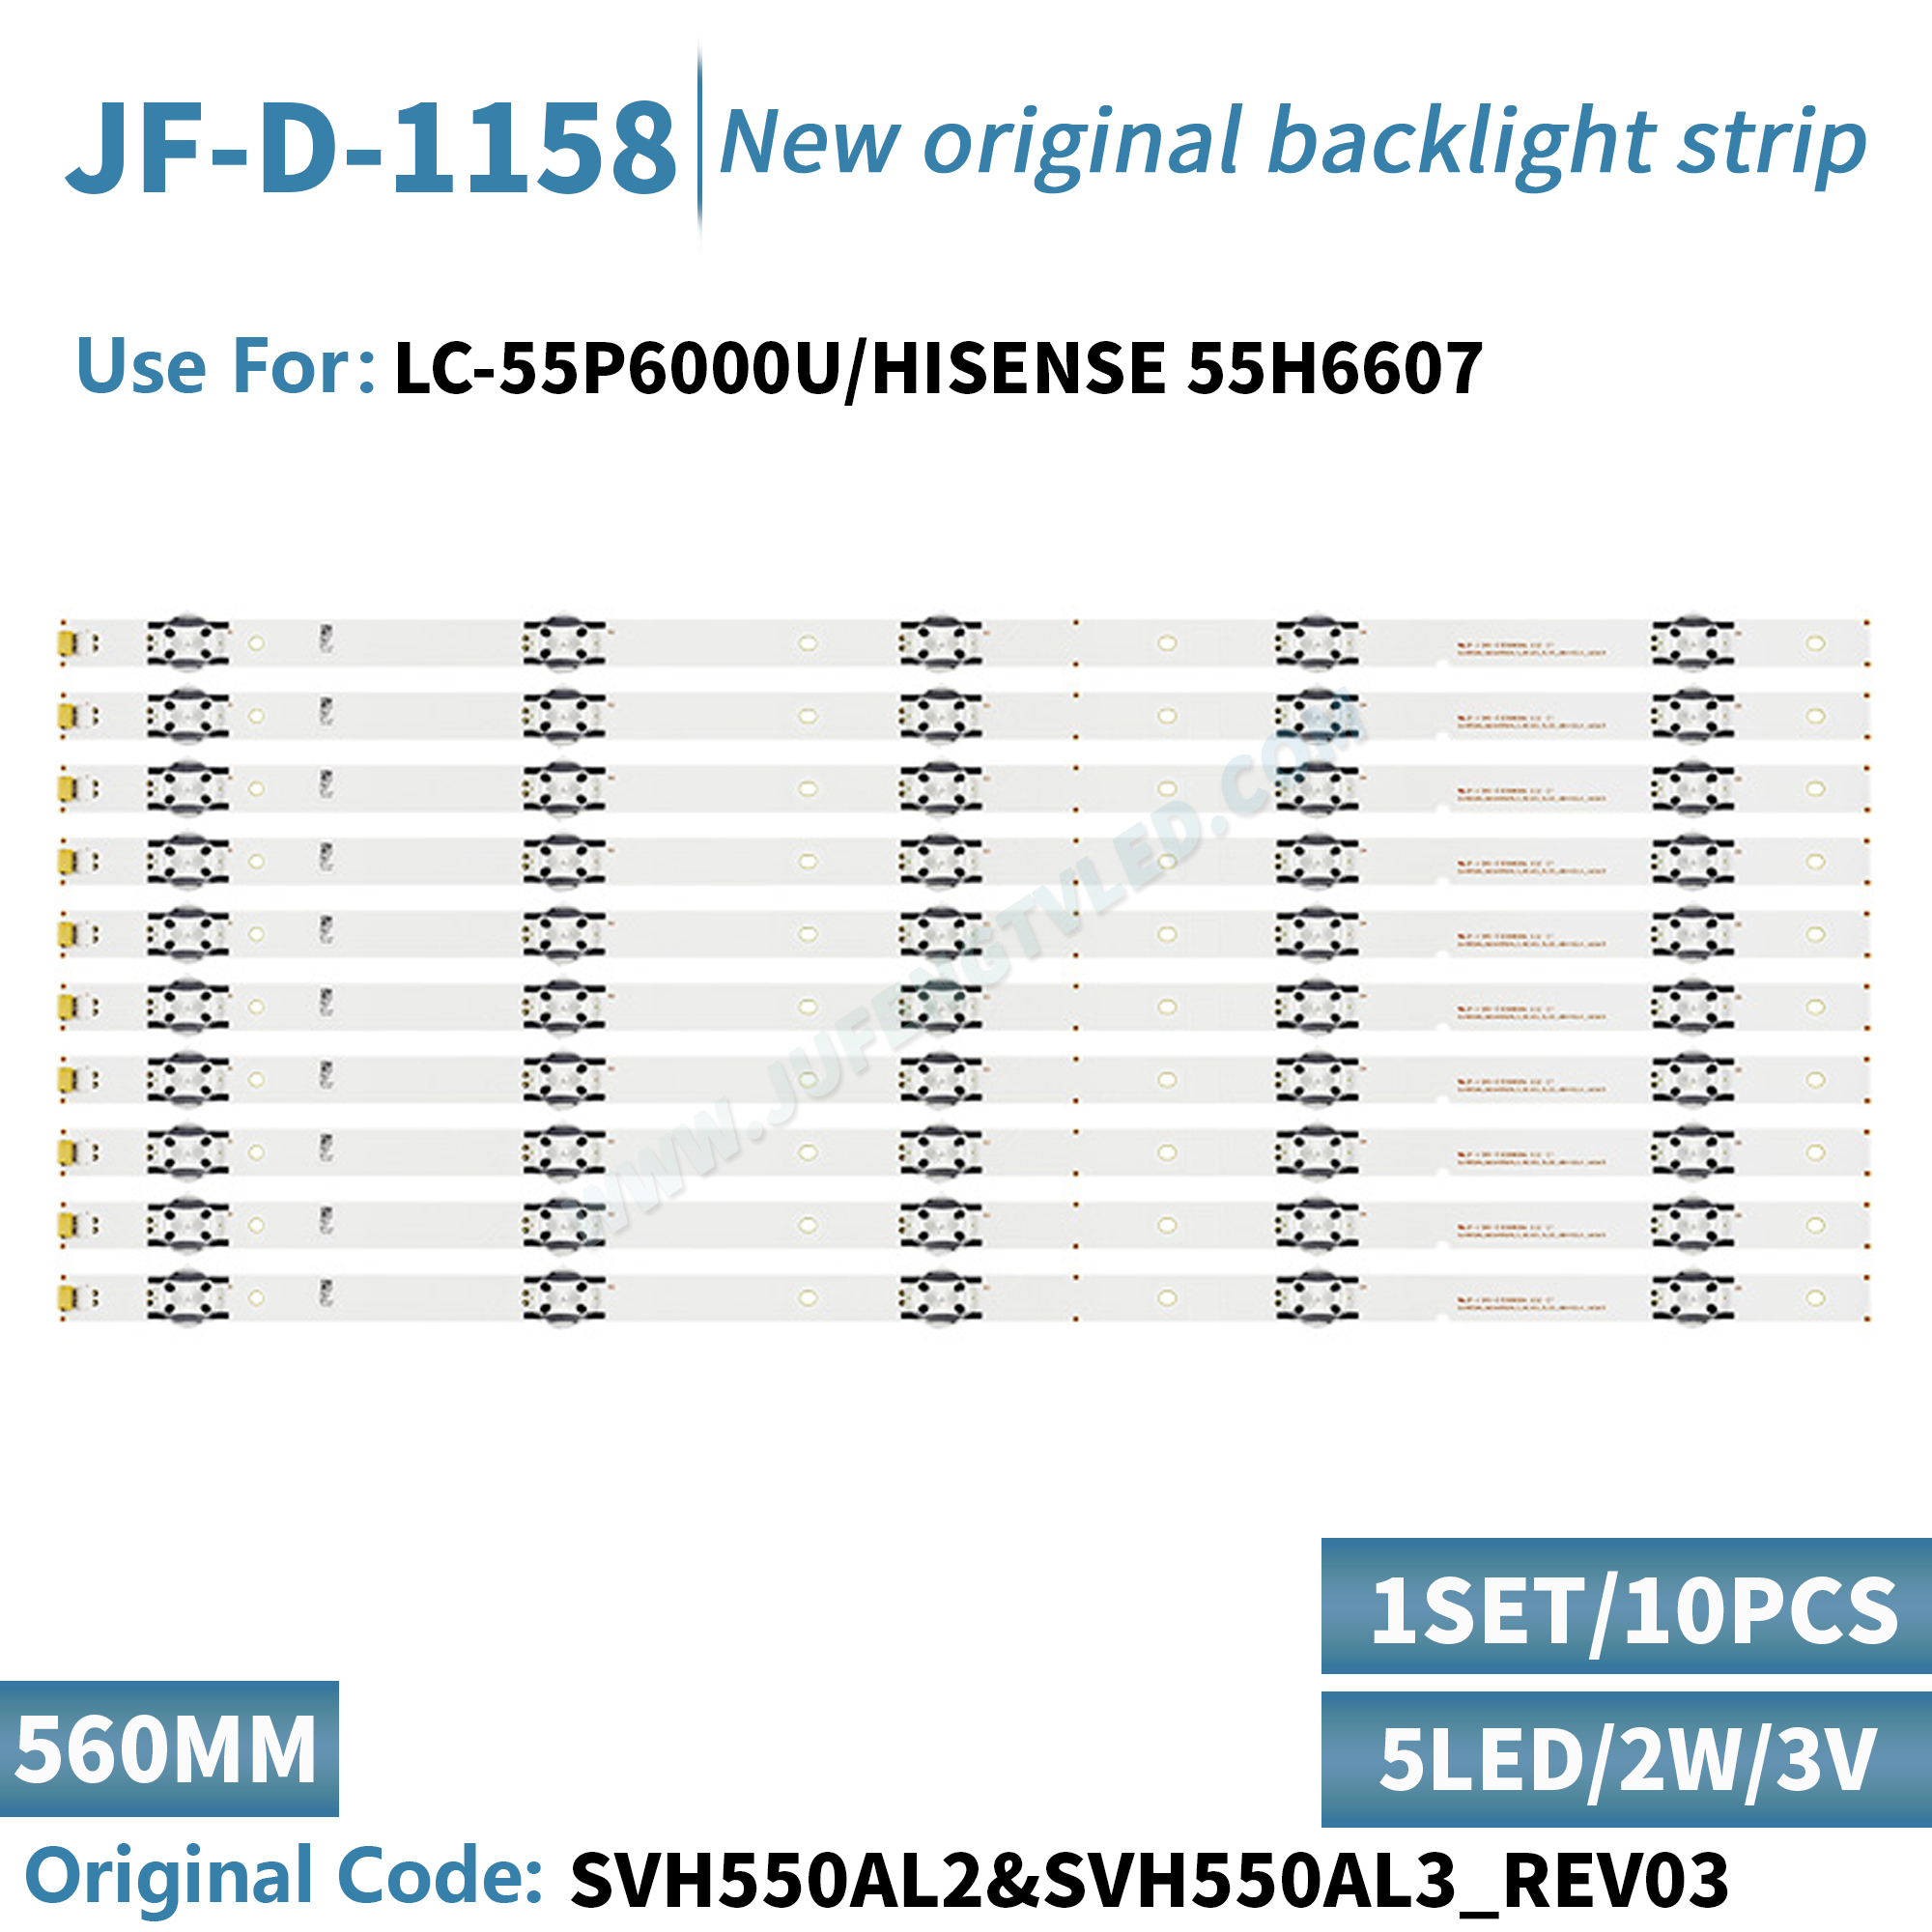 JF-D-1158
New original backlight strip
Use For: LC-55P6000U/HISENSE 55H6607
WWW.JUFENGTVLED.COM
1SET/10PCS
560MM
5LED/2W/3V
Original Code: SVH550AL2&SVH550AL3_REV03